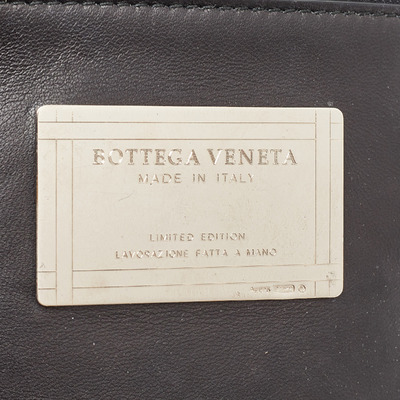 BOTTEGA VENETA
MADE IN ITALY
LIMITED EDITION
LAVORAZIONE FATTA A MANO